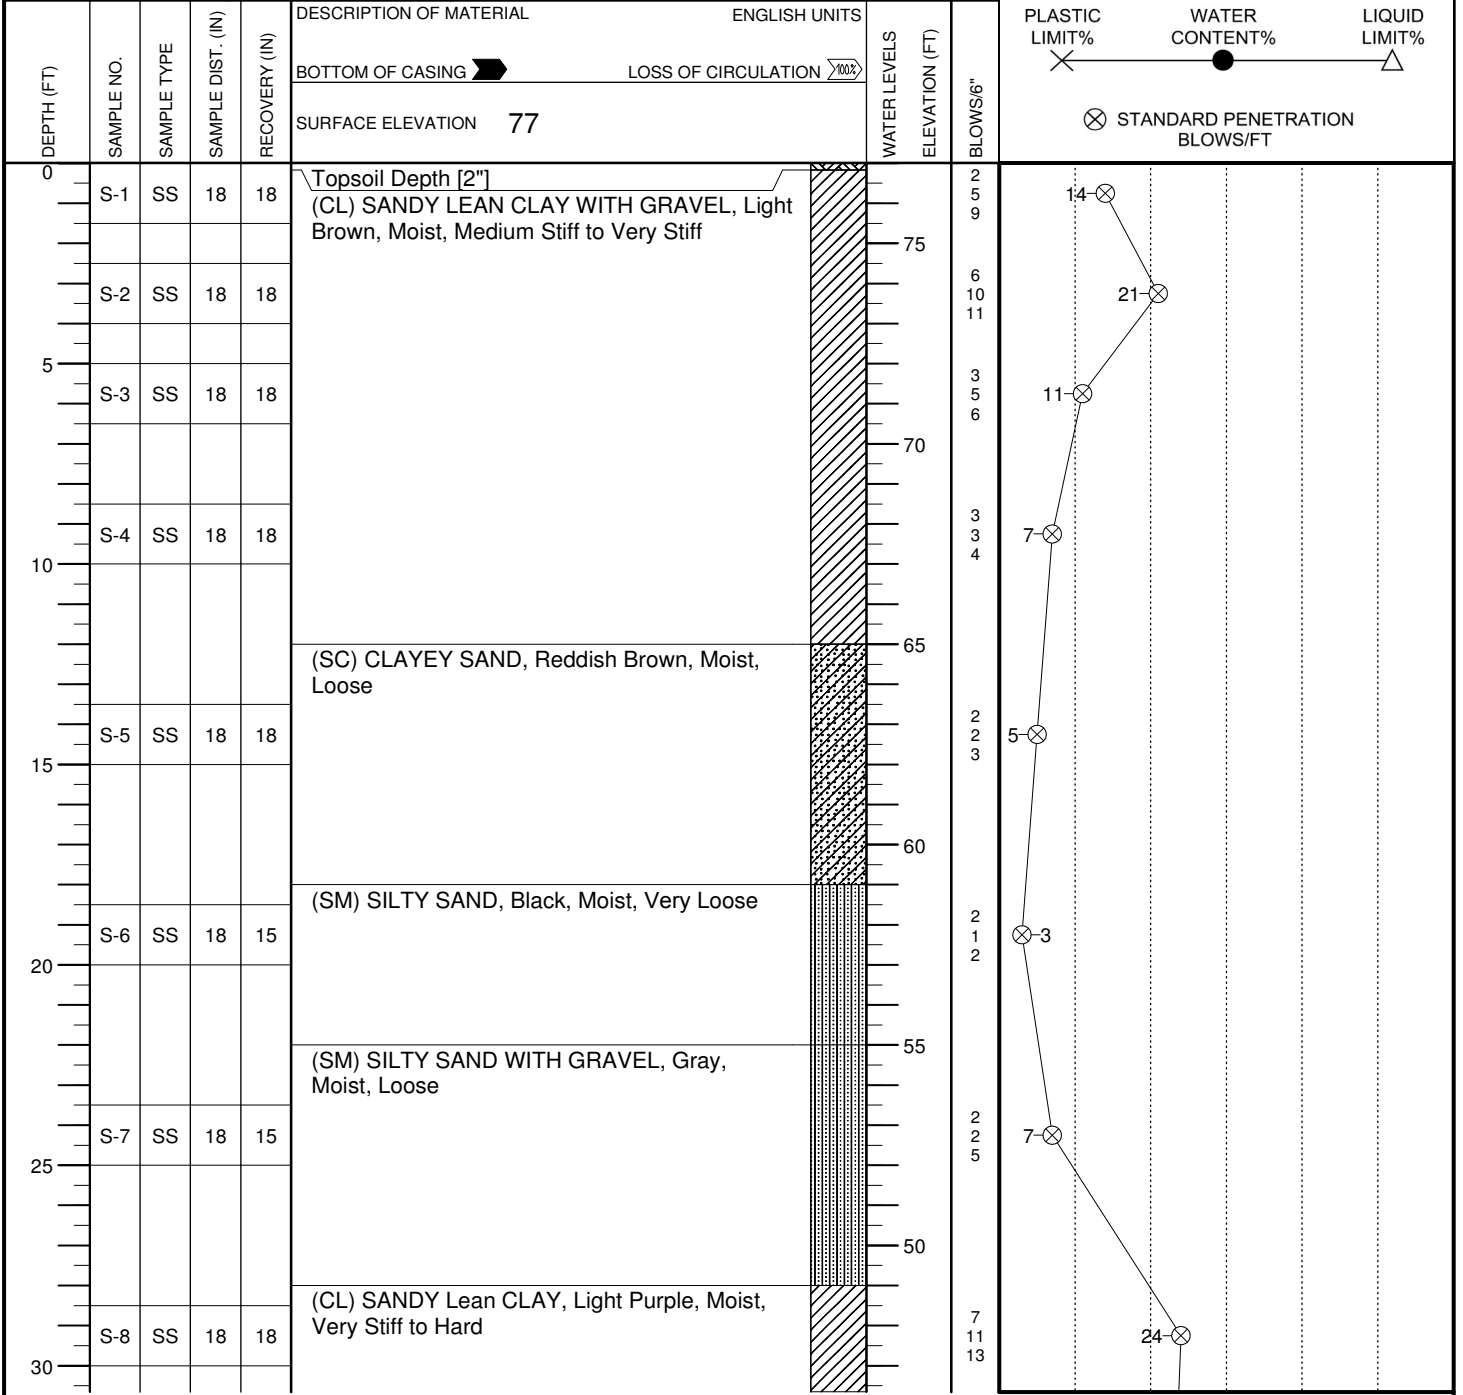 DEPTH (FT)
SAMPLE NO.
SAMPLE TYPE
SAMPLE DIST. (IN)
RECOVERY (IN)
DESCRIPTION OF MATERIAL ENGLISH UNITS
BOTTOM OF CASING LOSS OF CIRCULATION 100%
SURFACE ELEVATION 77
WATER LEVELS
ELEVATION (FT)
BLOWS/6"
PLASTIC LIMIT%
WATER CONTENT%
LIQUID LIMIT%
STANDARD PENETRATION
BLOWS/FT
0
Topsoil Depth [2"]
S-1 SS 18 18
(CL) SANDY LEAN CLAY WITH GRAVEL, Light
Brown, Moist, Medium Stiff to Very Stiff
2
5
9
14
75
S-2 SS 18 18
6
10
11
21
5
S-3 SS 18 18
3
5
6
11
70
S-4 SS 18 18
3
3
4
7
10
65
(SC) CLAYEY SAND, Reddish Brown, Moist,
Loose
S-5 SS 18 18
2
2
3
5
15
60
(SM) SILTY SAND, Black, Moist, Very Loose
S-6 SS 18 15
2
1
2
3
20
55
(SM) SILTY SAND WITH GRAVEL, Gray,
Moist, Loose
S-7 SS 18 15
2
2
5
7
25
50
(CL) SANDY Lean CLAY, Light Purple, Moist,
Very Stiff to Hard
S-8 SS 18 18
7
11
13
24
30